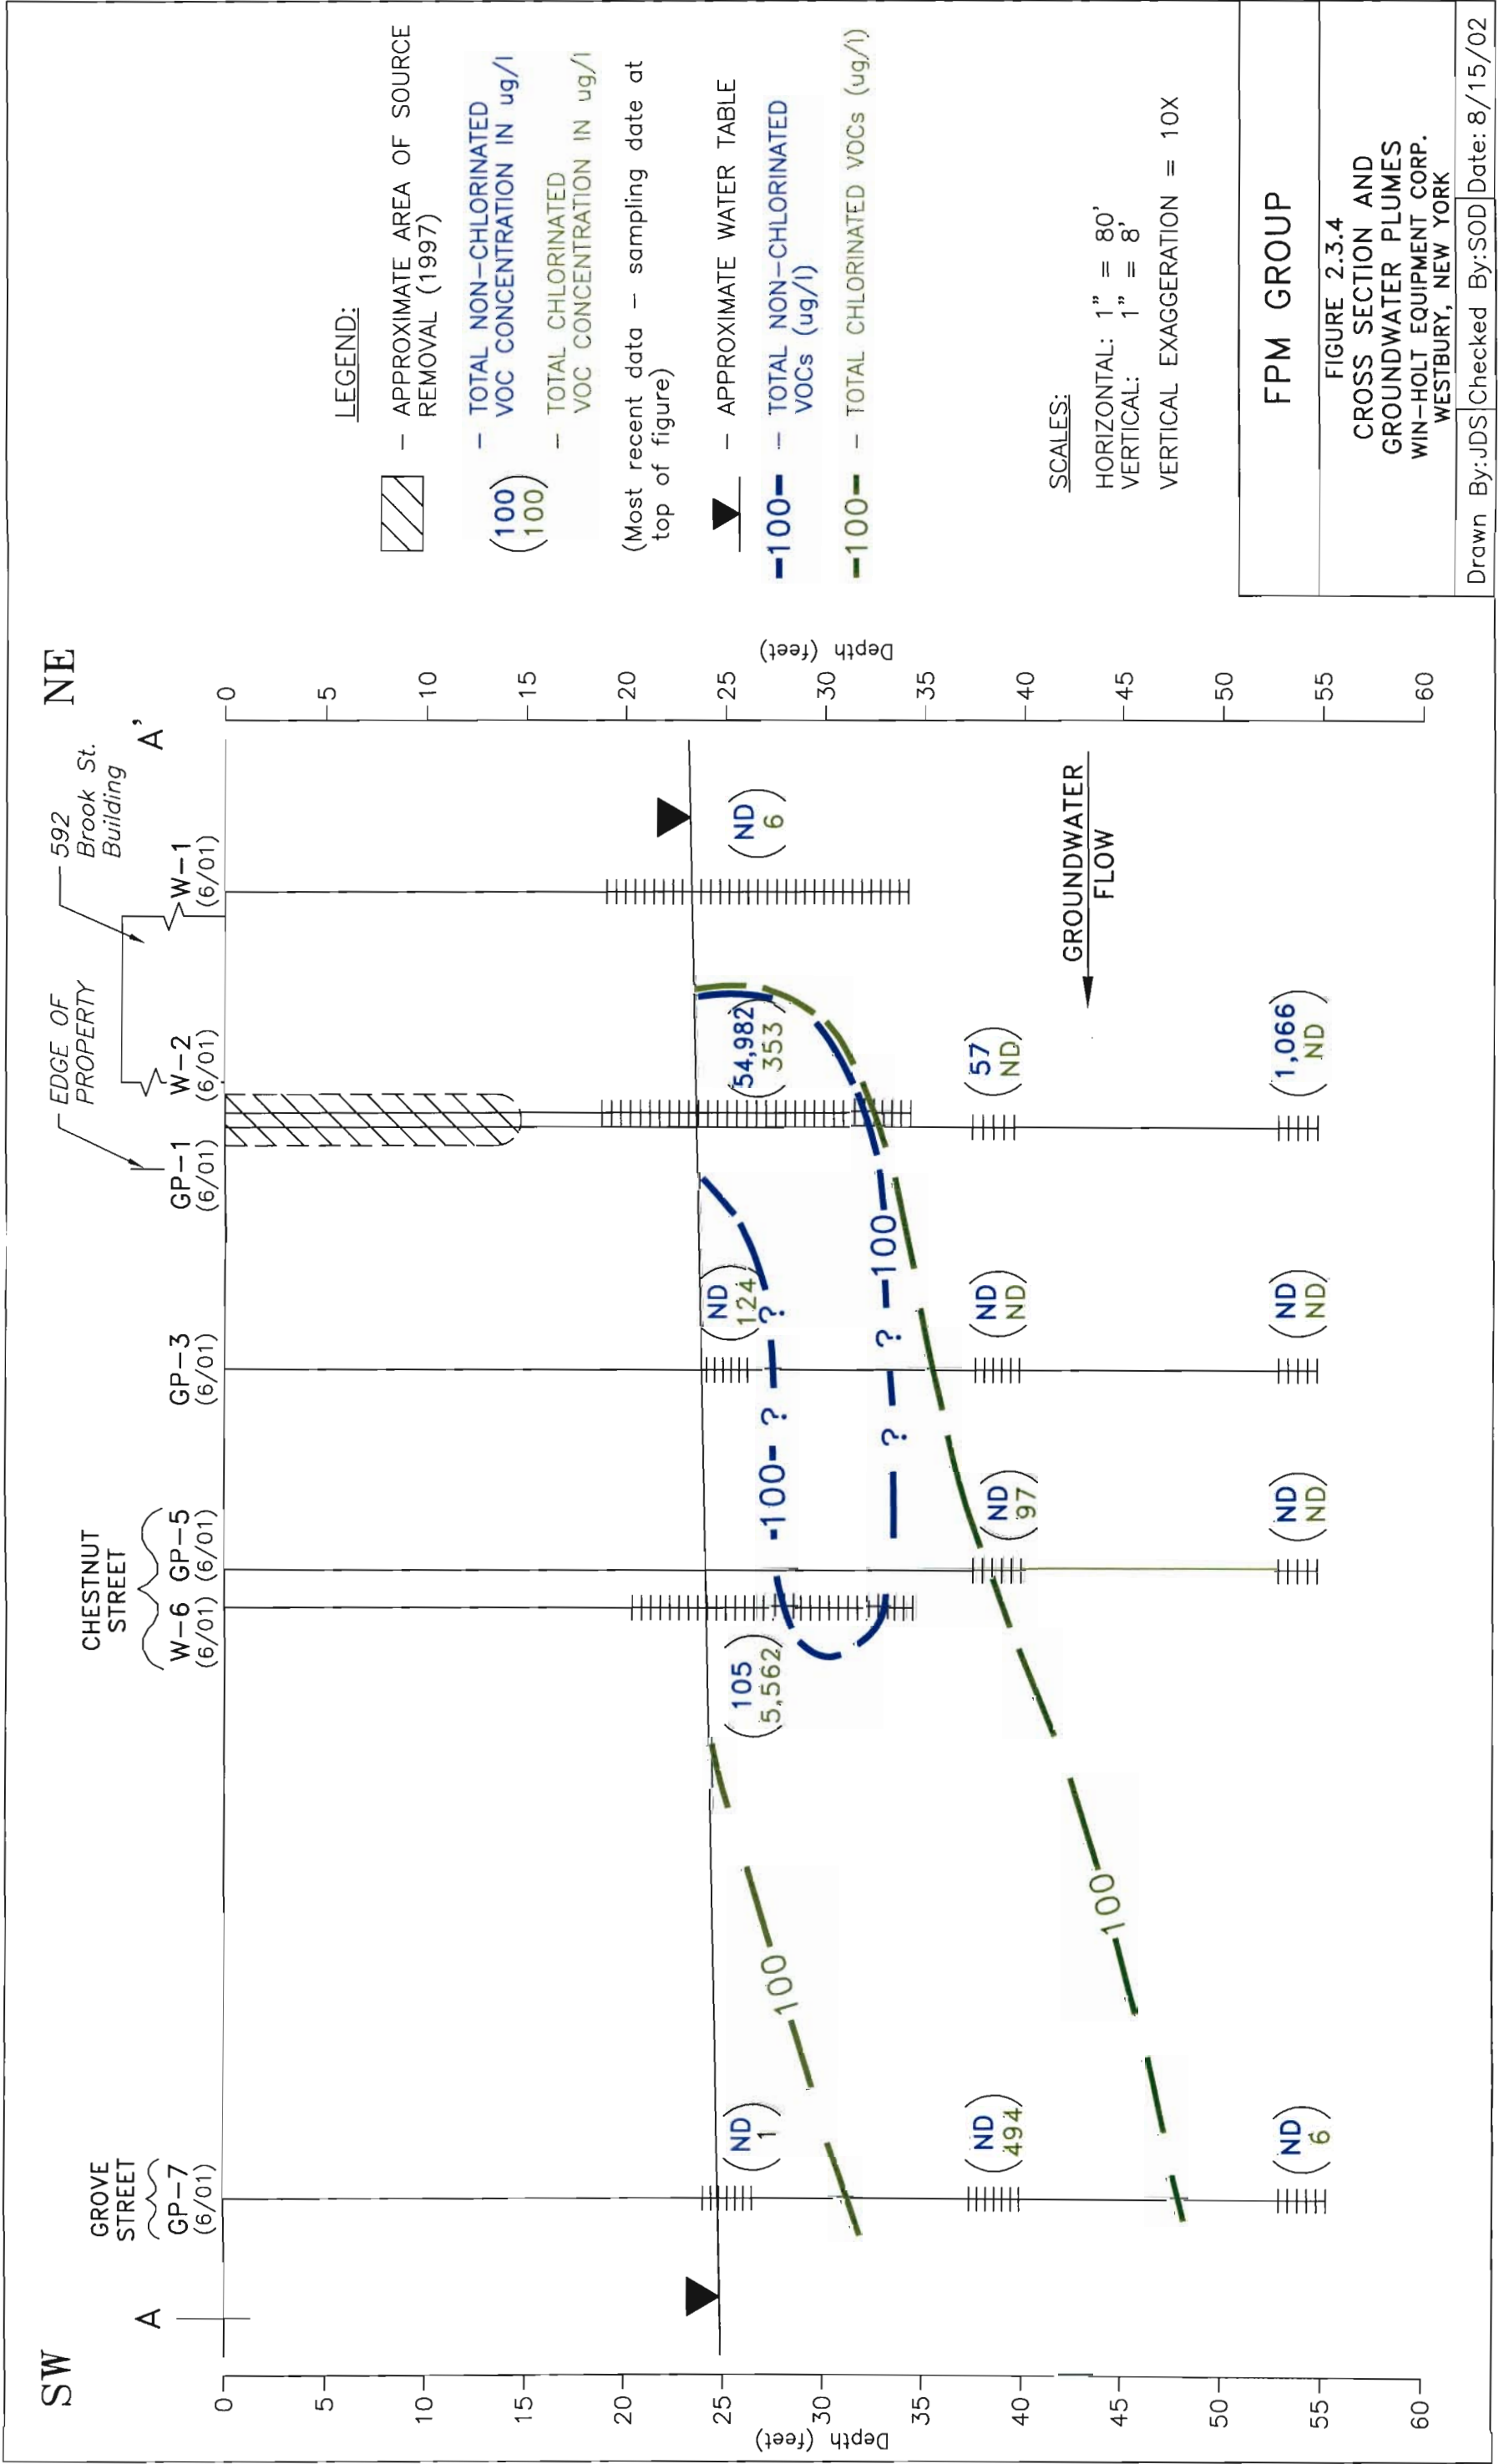 SW
NE
A
A'
GROVE
STREET
GP-7
(6/01)
CHESTNUT
STREET
W-6
(6/01)
GP-5
(6/01)
GP-3
(6/01)
EDGE OF
PROPERTY
GP-1
(6/01)
W-2
(6/01)
592
Brook St.
Building
W-1
(6/01)
0
5
10
15
20
25
30
35
40
45
50
55
60
Depth (feet)
0
5
10
15
20
25
30
35
40
45
50
55
60
Depth (feet)
(ND
1)
(ND
494)
(ND
6)
100
100
(105
5,562)
(ND
97)
(ND
ND)
-100- ? ?
? ? -100-
(ND
124)
(ND
ND)
(ND
ND)
(54,982
353)
(57
ND)
(1,066
ND)
(ND
6)
GROUNDWATER
FLOW
LEGEND:
- APPROXIMATE AREA OF SOURCE
REMOVAL (1997)
(100
100)
- TOTAL NON-CHLORINATED
VOC CONCENTRATION IN ug/l
- TOTAL CHLORINATED
VOC CONCENTRATION IN ug/l
(Most recent data - sampling date at
top of figure)
- APPROXIMATE WATER TABLE
-100- - TOTAL NON-CHLORINATED
VOCs (ug/l)
-100- - TOTAL CHLORINATED VOCs (ug/l)
SCALES:
HORIZONTAL: 1" = 80'
VERTICAL: 1" = 8'
VERTICAL EXAGGERATION = 10X
FPM GROUP
FIGURE 2.3.4
CROSS SECTION AND
GROUNDWATER PLUMES
WIN-HOLT EQUIPMENT CORP.
WESTBURY, NEW YORK
Drawn By:JDS Checked By:SOD Date: 8/15/02